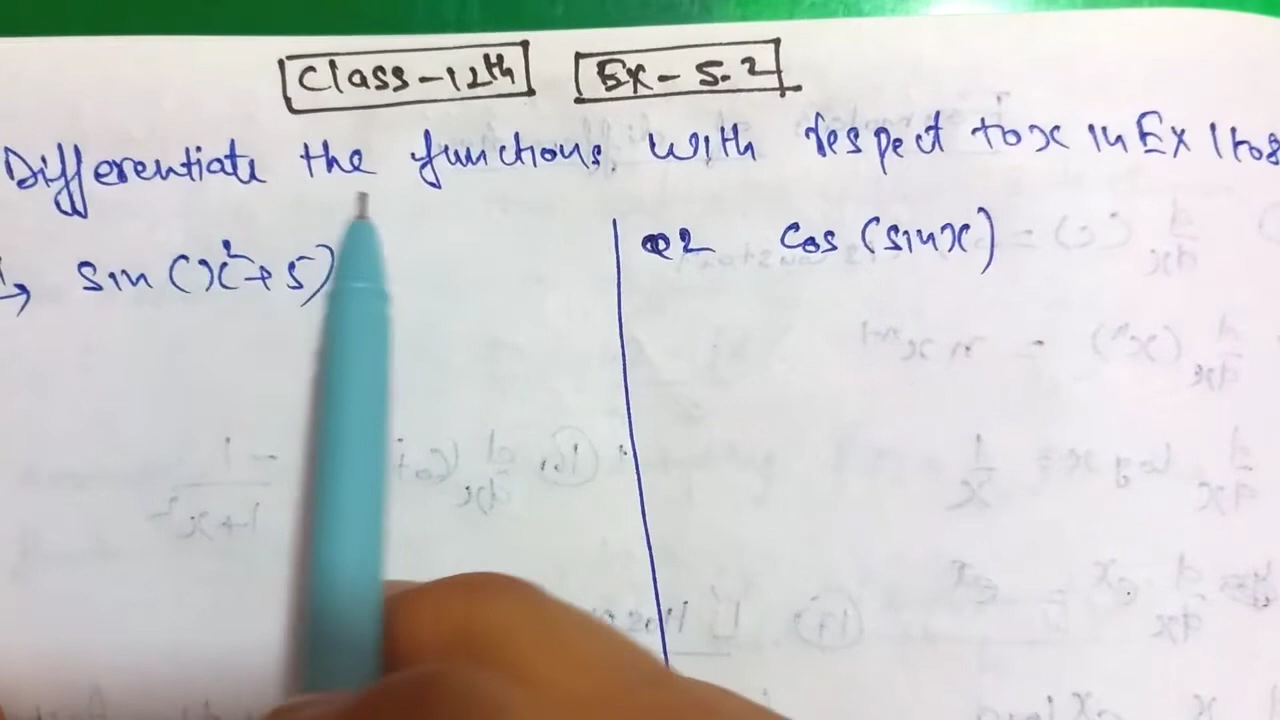 Class-12th Ex-5.2
Differentiate the functions with respect to x in Ex 1 to 8
sin(x²+5)
Q2 cos(sinx)